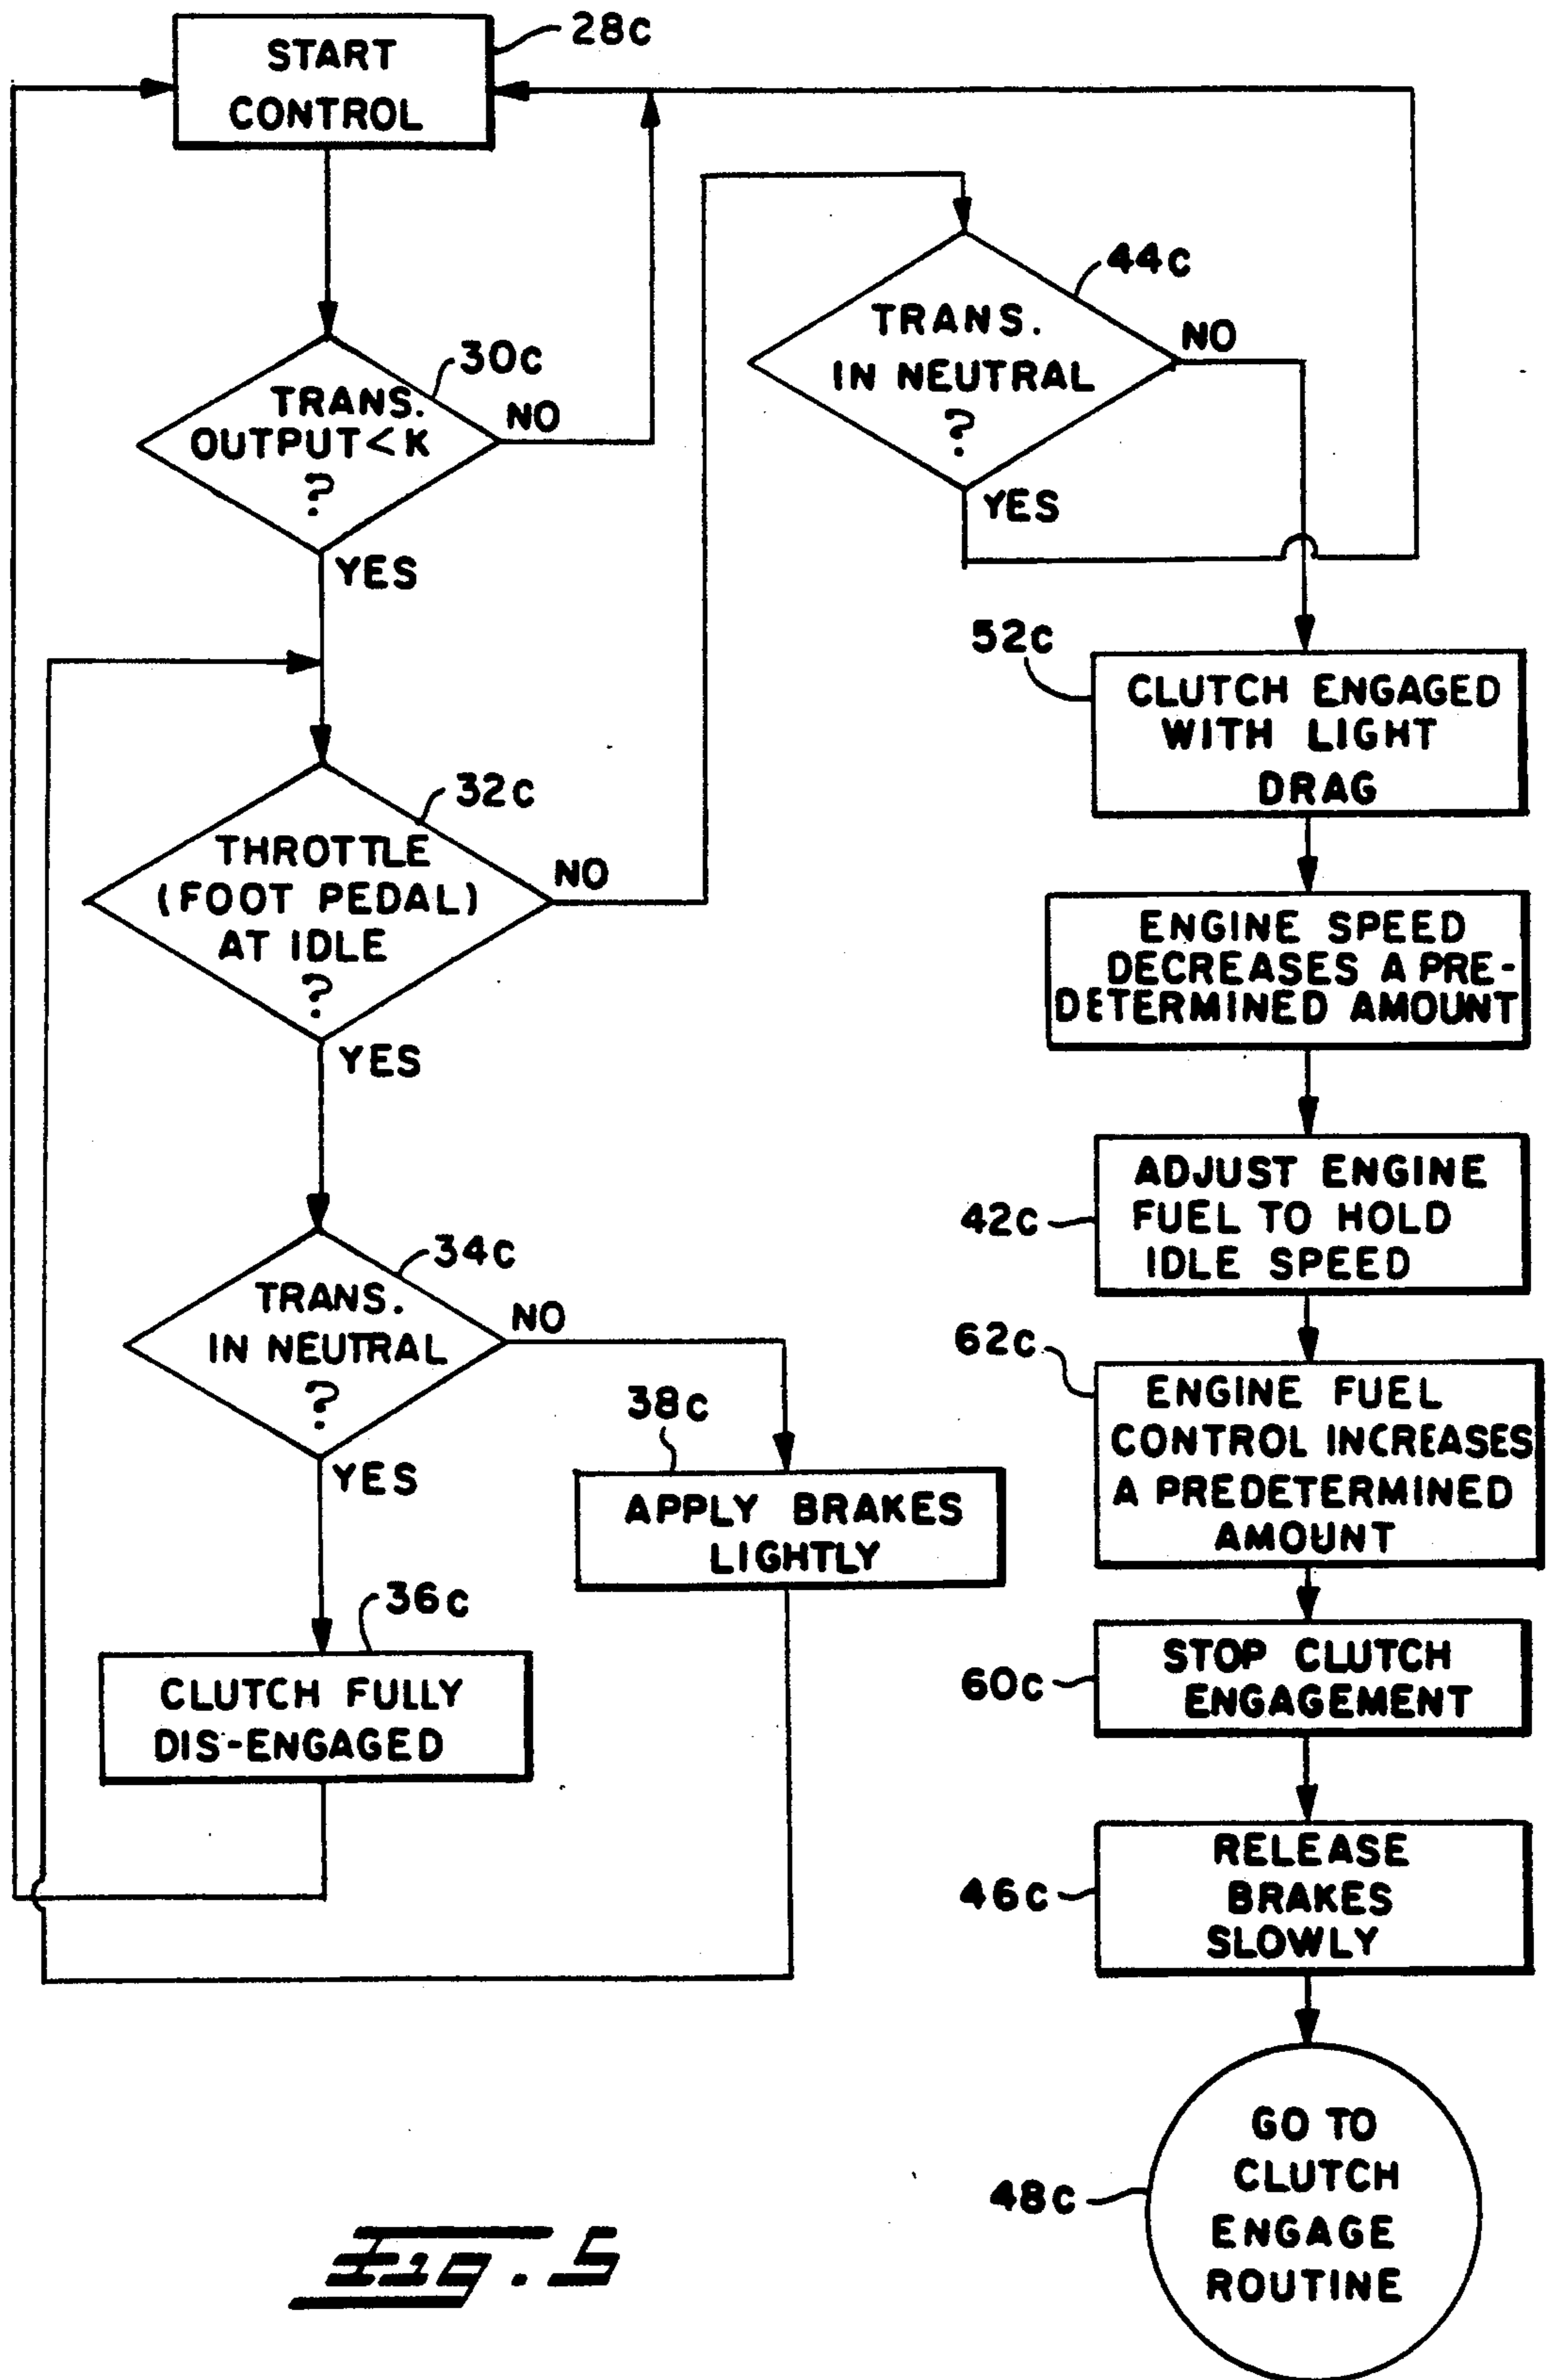 START
CONTROL
28c
TRANS.
OUTPUT<K
?
30c
NO
YES
THROTTLE
(FOOT PEDAL)
AT IDLE
?
32c
NO
YES
TRANS.
IN NEUTRAL
?
34c
NO
YES
CLUTCH FULLY
DIS-ENGAGED
36c
APPLY BRAKES
LIGHTLY
38c
TRANS.
IN NEUTRAL
?
44c
NO
YES
52c
CLUTCH ENGAGED
WITH LIGHT
DRAG
ENGINE SPEED
DECREASES A PRE-
DETERMINED AMOUNT
42c
ADJUST ENGINE
FUEL TO HOLD
IDLE SPEED
62c
ENGINE FUEL
CONTROL INCREASES
A PREDETERMINED
AMOUNT
60c
STOP CLUTCH
ENGAGEMENT
46c
RELEASE
BRAKES
SLOWLY
48c
GO TO
CLUTCH
ENGAGE
ROUTINE
Fig. 5